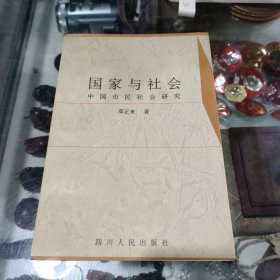 国家与社会
中国市民社会研究
邓正来 著
四川人民出版社